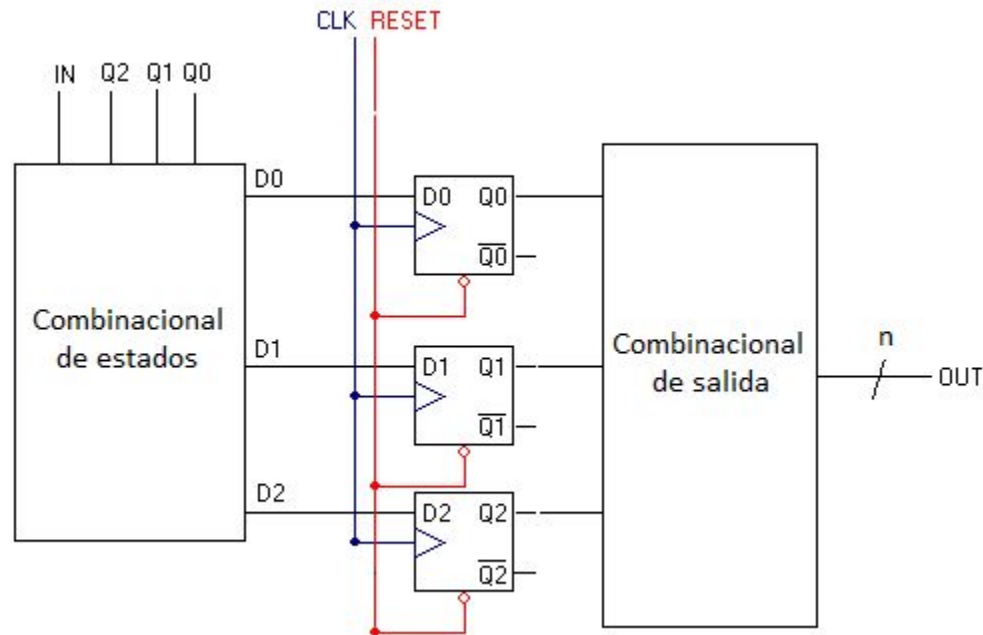 CLK RESET
IN Q2 Q1 Q0
D0
D0 Q0
Q0
Combinacional
de estados
D1
D1 Q1
Q1
Combinacional
de salida
n
OUT
D2
D2 Q2
Q2